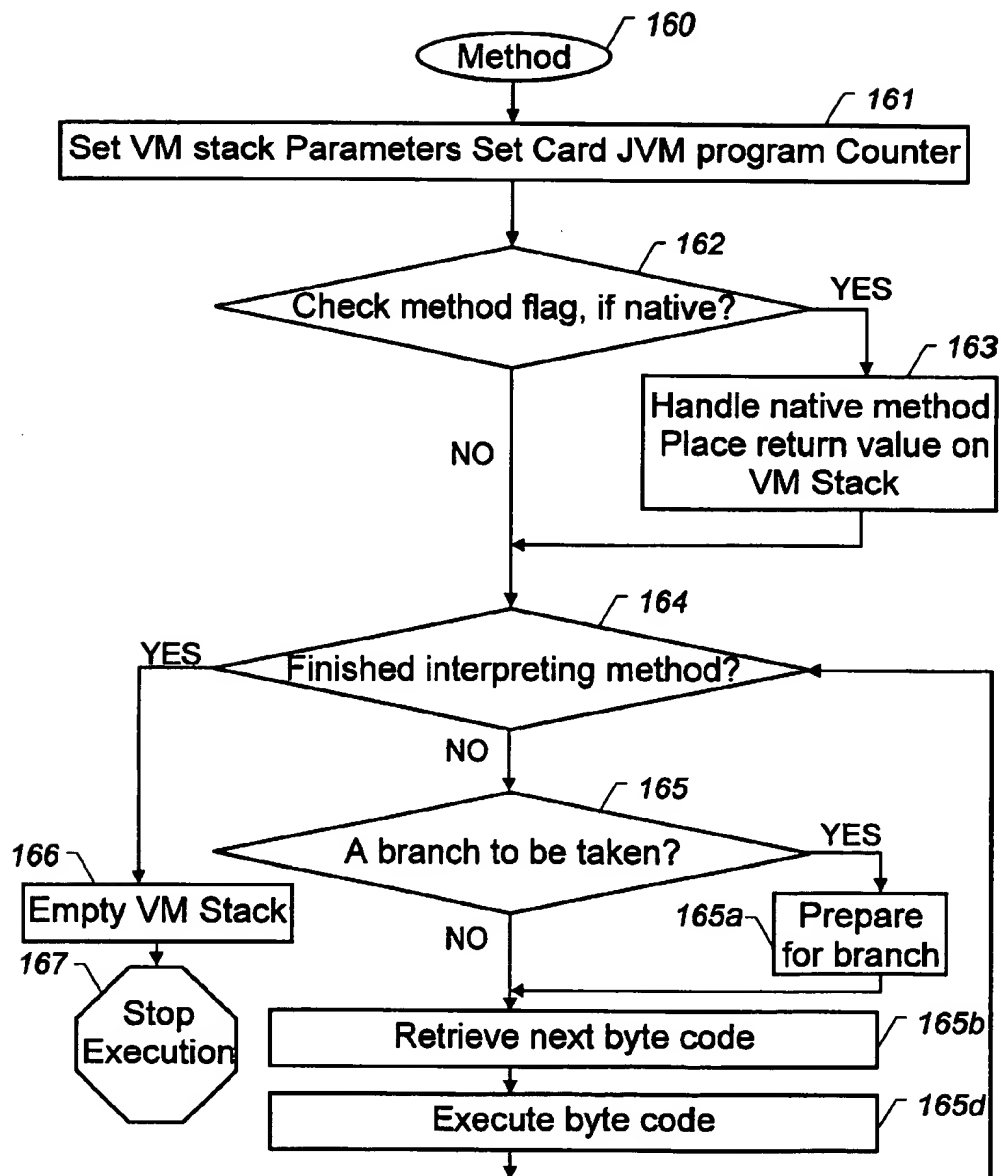 160
Method
161
Set VM stack Parameters Set Card JVM program Counter
162
Check method flag, if native?
YES
163
Handle native method
Place return value on
VM Stack
NO
164
YES
Finished interpreting method?
NO
165
A branch to be taken?
YES
166
Empty VM Stack
165a
Prepare
for branch
NO
167
Stop
Execution
Retrieve next byte code
165b
Execute byte code
165d